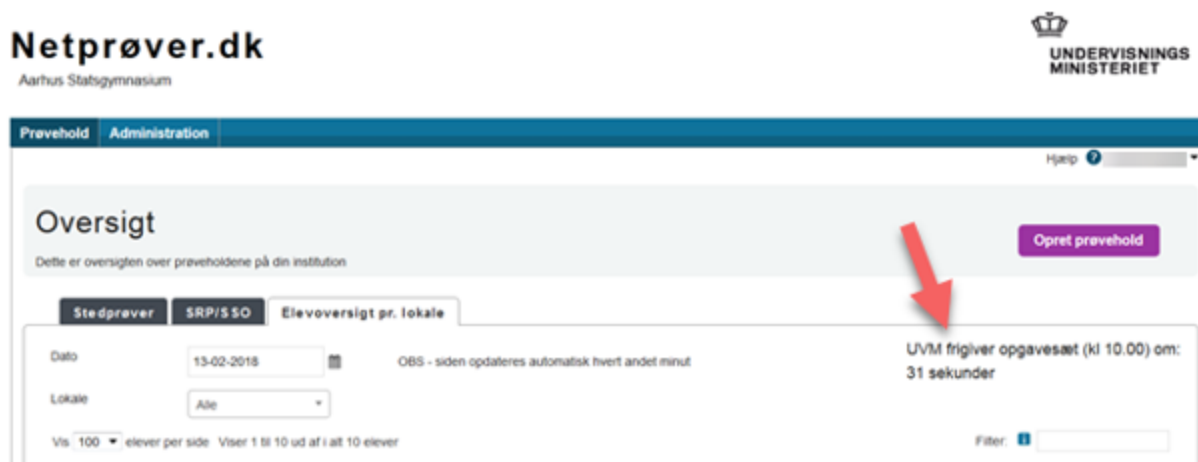 Netprøver.dk
Aarhus Statsgymnasium
UNDERVISNINGS
MINISTERIET
Prøvehold Administration
Hjælp ?
Oversigt
Opret prøvehold
Dette er oversigten over prøveholdene på din institution
Stedprøver SRP/SSO Elevoversigt pr. lokale
Dato 13-02-2018 OBS - siden opdateres automatisk hvert andet minut
UVM frigiver opgavesæt (kl 10.00) om:
31 sekunder
Lokale Alle
Vis 100 elever per side Viser 1 til 10 ud af i alt 10 elever Filter: i